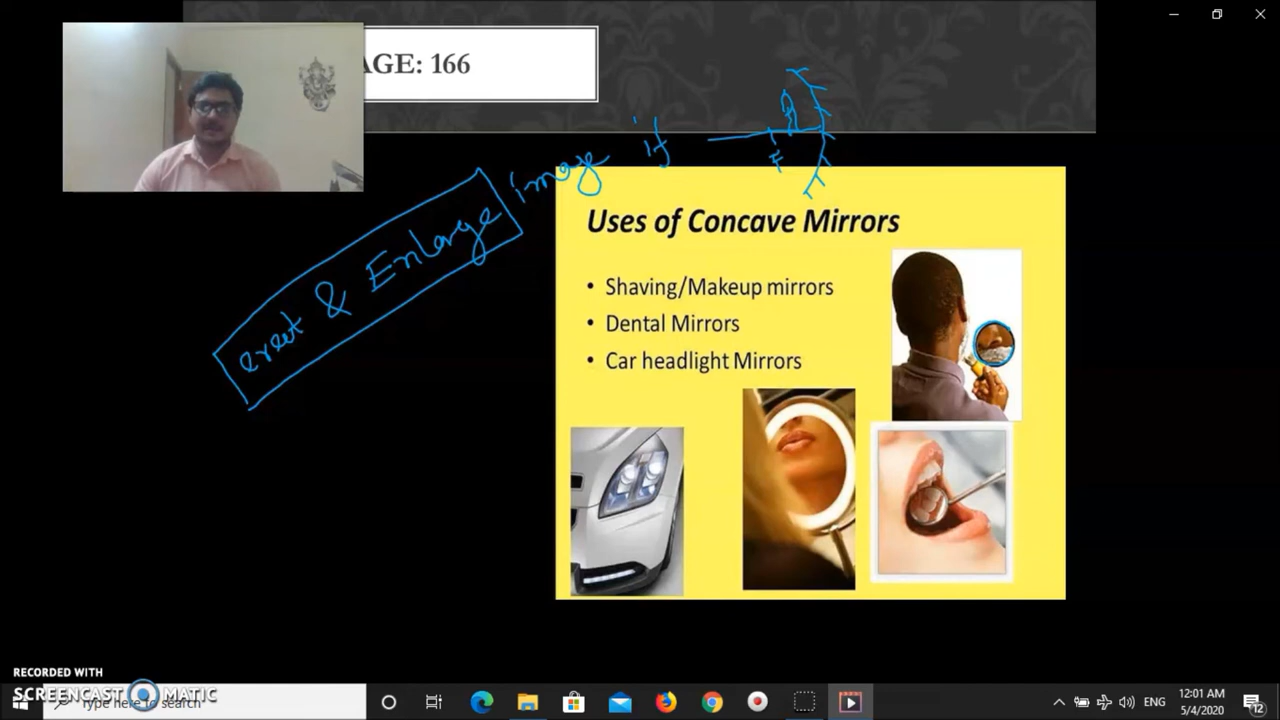 AGE: 166
erect & Enlarge image if
F
Uses of Concave Mirrors
• Shaving/Makeup mirrors
• Dental Mirrors
• Car headlight Mirrors
RECORDED WITH
SCREENCAST MATIC
Type here to search
ENG
12:01 AM
5/4/2020
12